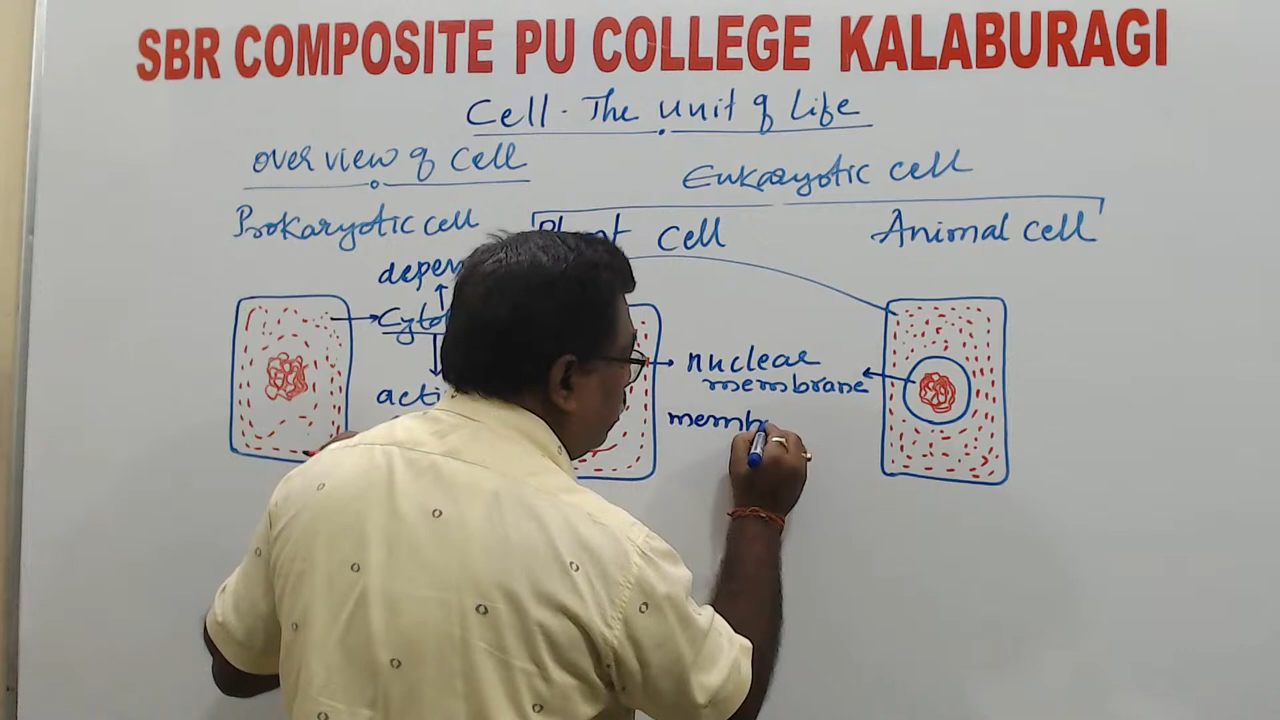 SBR COMPOSITE PU COLLEGE KALABURAGI
Cell - The unit of Life
over view of cell
Eukaryotic cell
Prokaryotic cell
cell
Animal cell
nuclear
membrane